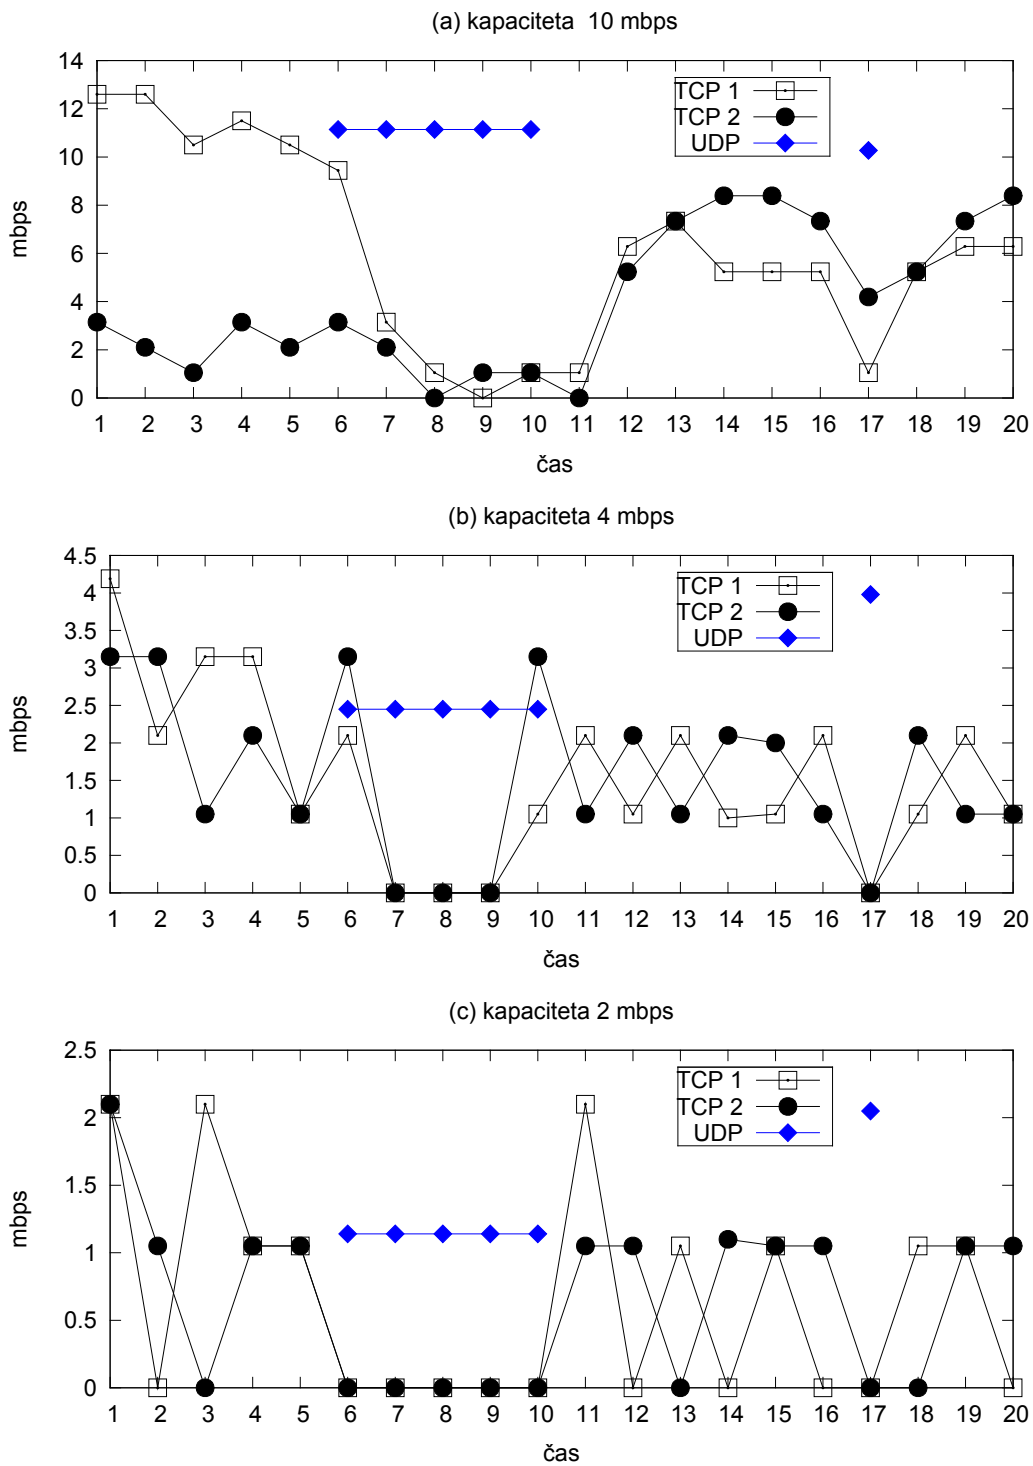 (a) kapaciteta 10 mbps
14
12
10
8
6
4
2
0
mbps
TCP 1
TCP 2
UDP
1 2 3 4 5 6 7 8 9 10 11 12 13 14 15 16 17 18 19 20
čas
(b) kapaciteta 4 mbps
4.5
4
3.5
3
2.5
2
1.5
1
0.5
0
mbps
TCP 1
TCP 2
UDP
1 2 3 4 5 6 7 8 9 10 11 12 13 14 15 16 17 18 19 20
čas
(c) kapaciteta 2 mbps
2.5
2
1.5
1
0.5
0
mbps
TCP 1
TCP 2
UDP
1 2 3 4 5 6 7 8 9 10 11 12 13 14 15 16 17 18 19 20
čas